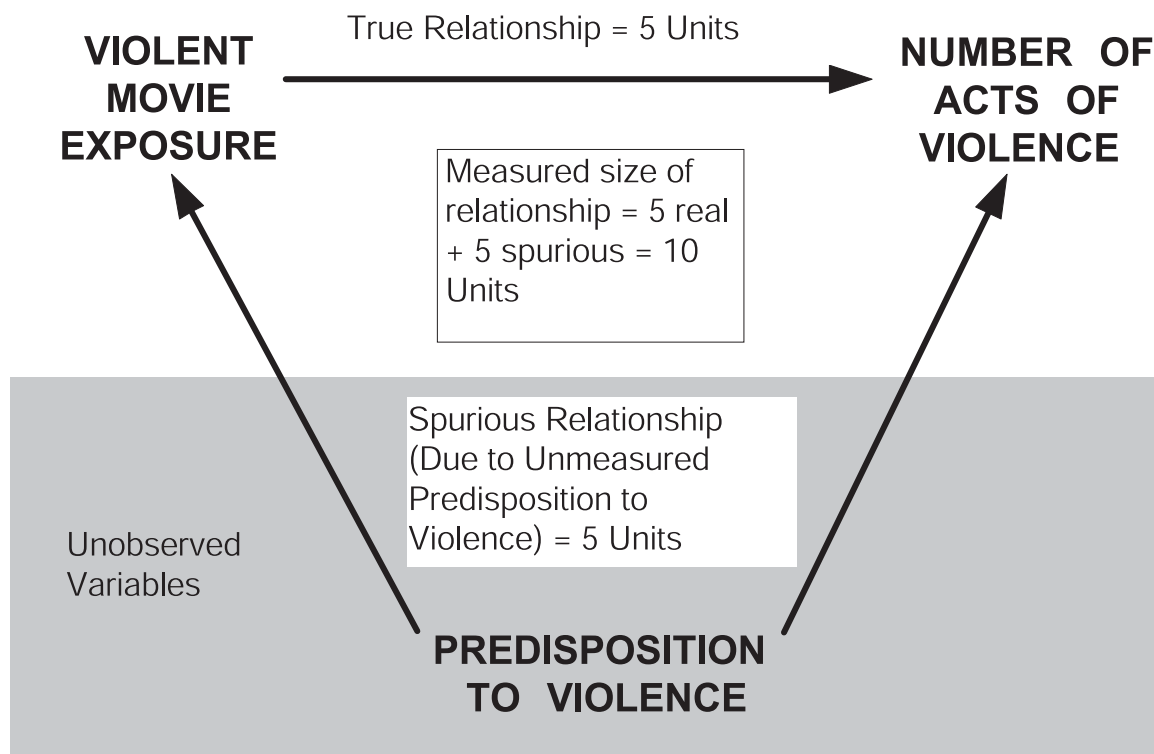 True Relationship = 5 Units
VIOLENT
MOVIE
EXPOSURE
NUMBER OF
ACTS OF
VIOLENCE
Measured size of
relationship = 5 real
+ 5 spurious = 10
Units
Spurious Relationship
(Due to Unmeasured
Predisposition to
Violence) = 5 Units
Unobserved
Variables
PREDISPOSITION
TO VIOLENCE